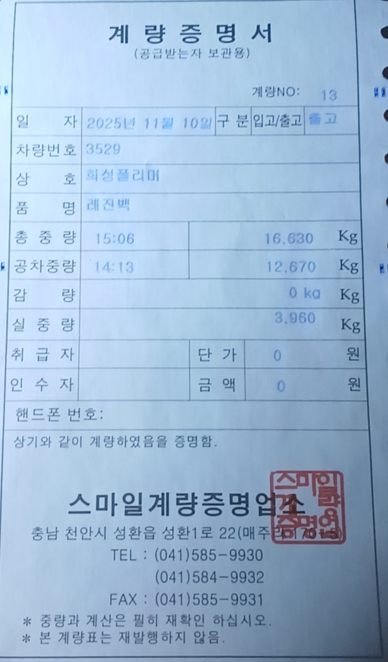 계 량 증 명 서
(공급받는자 보관용)
계량NO: 13
일 자 2025년 11월 10일 구 분 입고/출고 출고
차량번호 3529
상 호 희성폴리머
품 명 레진백
총 중 량 15:06 16,630 Kg
공차중량 14:13 12,670 Kg
감 량 0 kg Kg
실 중 량 3,960 Kg
취 급 자 단 가 0 원
인 수 자 금 액 0 원
핸드폰 번호:
상기와 같이 계량하였음을 증명함.
스마일계량증명업소
충남 천안시 성환읍 성환1로 22(매주리
TEL : (041)585-9930
(041)584-9932
FAX : (041)585-9931
* 중량과 계산은 필히 재확인 하십시오.
* 본 계량표는 재발행하지 않음.